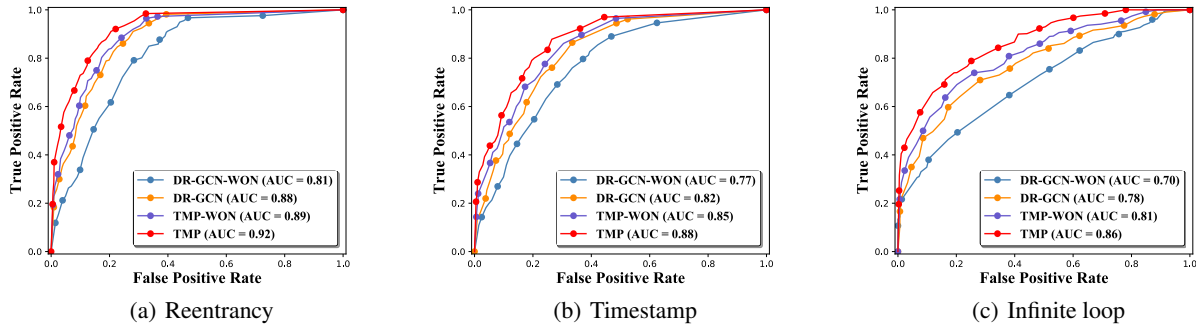 True Positive Rate
1.0
0.8
0.6
0.4
0.2
0.0
DR-GCN-WON (AUC = 0.81)
DR-GCN (AUC = 0.88)
TMP-WON (AUC = 0.89)
TMP (AUC = 0.92)
0.0 0.2 0.4 0.6 0.8 1.0
False Positive Rate
(a) Reentrancy
True Positive Rate
1.0
0.8
0.6
0.4
0.2
0.0
DR-GCN-WON (AUC = 0.77)
DR-GCN (AUC = 0.82)
TMP-WON (AUC = 0.85)
TMP (AUC = 0.88)
0.0 0.2 0.4 0.6 0.8 1.0
False Positive Rate
(b) Timestamp
True Positive Rate
1.0
0.8
0.6
0.4
0.2
0.0
DR-GCN-WON (AUC = 0.70)
DR-GCN (AUC = 0.78)
TMP-WON (AUC = 0.81)
TMP (AUC = 0.86)
0.0 0.2 0.4 0.6 0.8 1.0
False Positive Rate
(c) Infinite loop